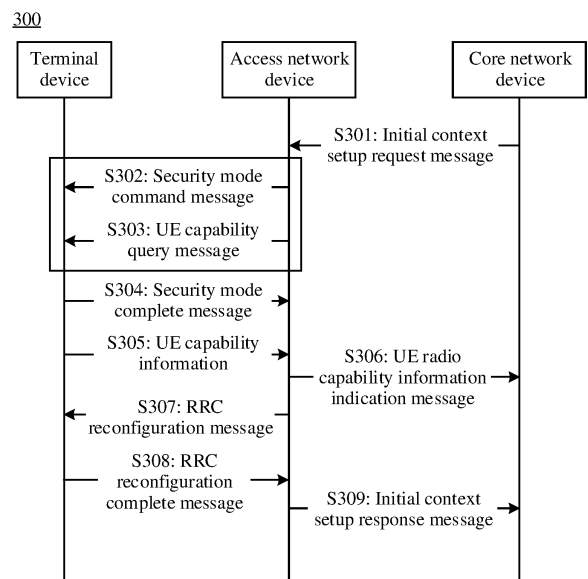 300
Terminal
device
Access network
device
Core network
device
S301: Initial context
setup request message
S302: Security mode
command message
S303: UE capability
query message
S304: Security mode
complete message
S305: UE capability
information
S306: UE radio
capability information
indication message
S307: RRC
reconfiguration message
S308: RRC
reconfiguration
complete message
S309: Initial context
setup response message